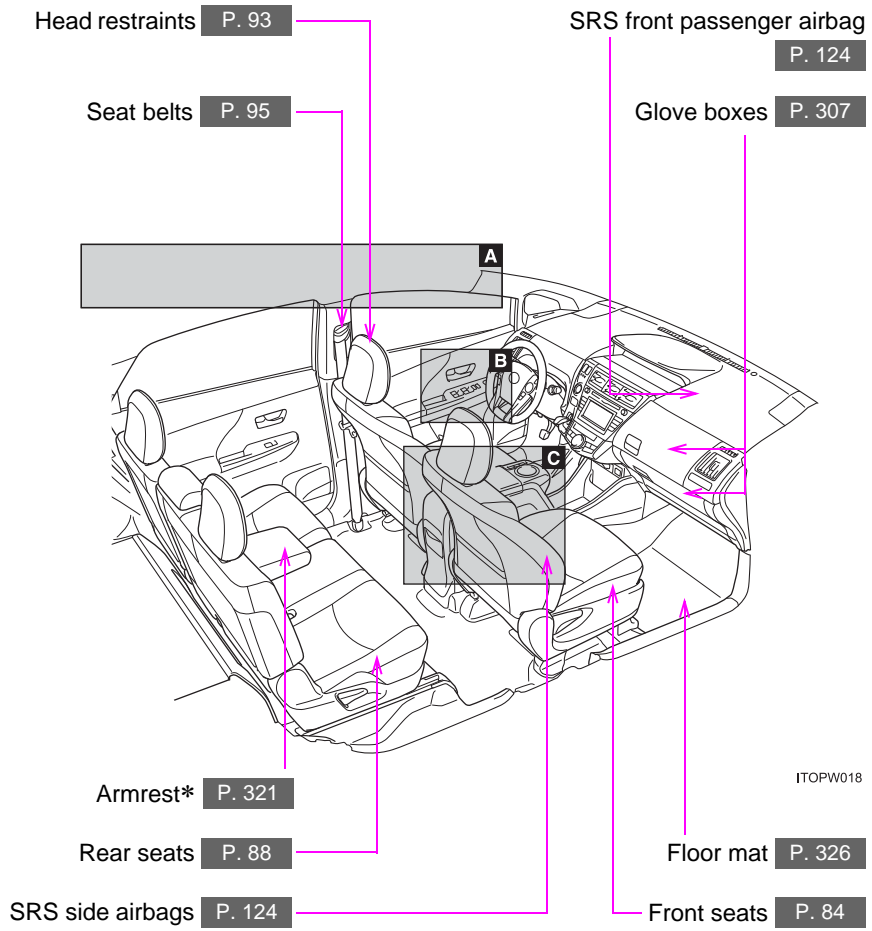 Head restraints P. 93
SRS front passenger airbag
P. 124
Seat belts P. 95
Glove boxes P. 307
A
B
C
ITOPW018
Armrest* P. 321
Rear seats P. 88
Floor mat P. 326
SRS side airbags P. 124
Front seats P. 84